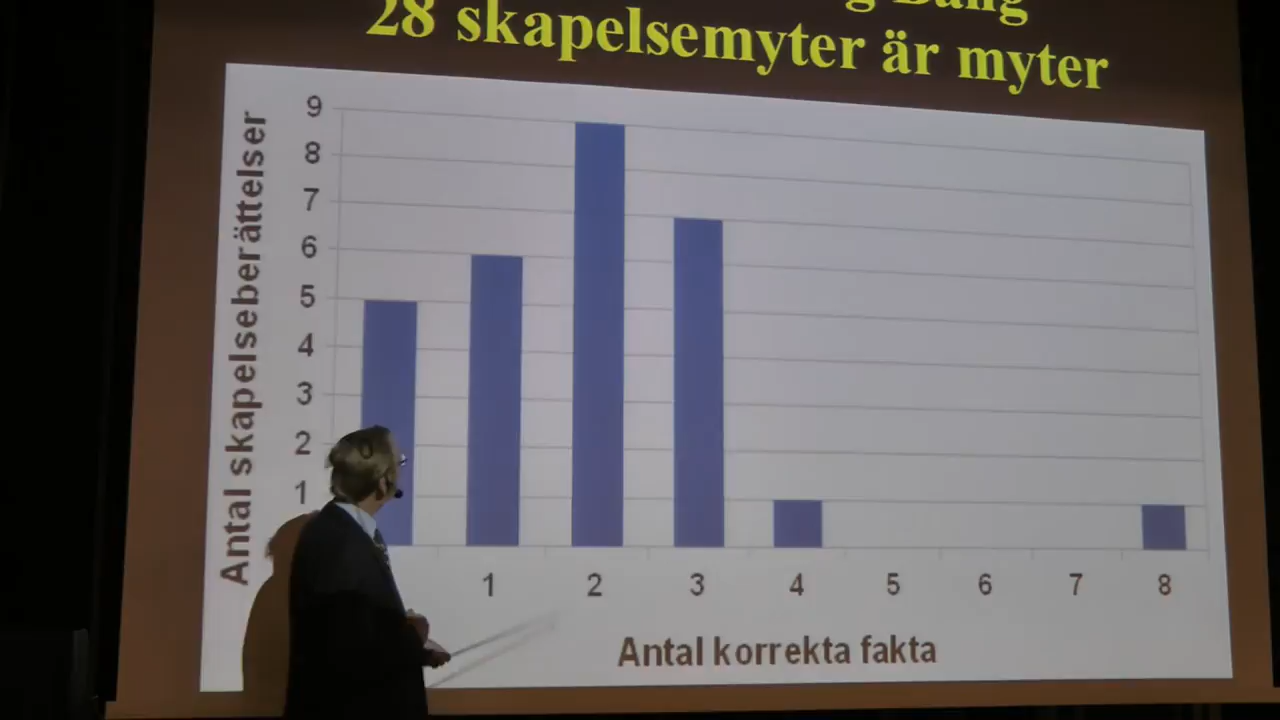 28 skapelsemyter är myter
Antal skapelseberättelser
9
8
7
6
5
4
3
2
1
1 2 3 4 5 6 7 8
Antal korrekta fakta